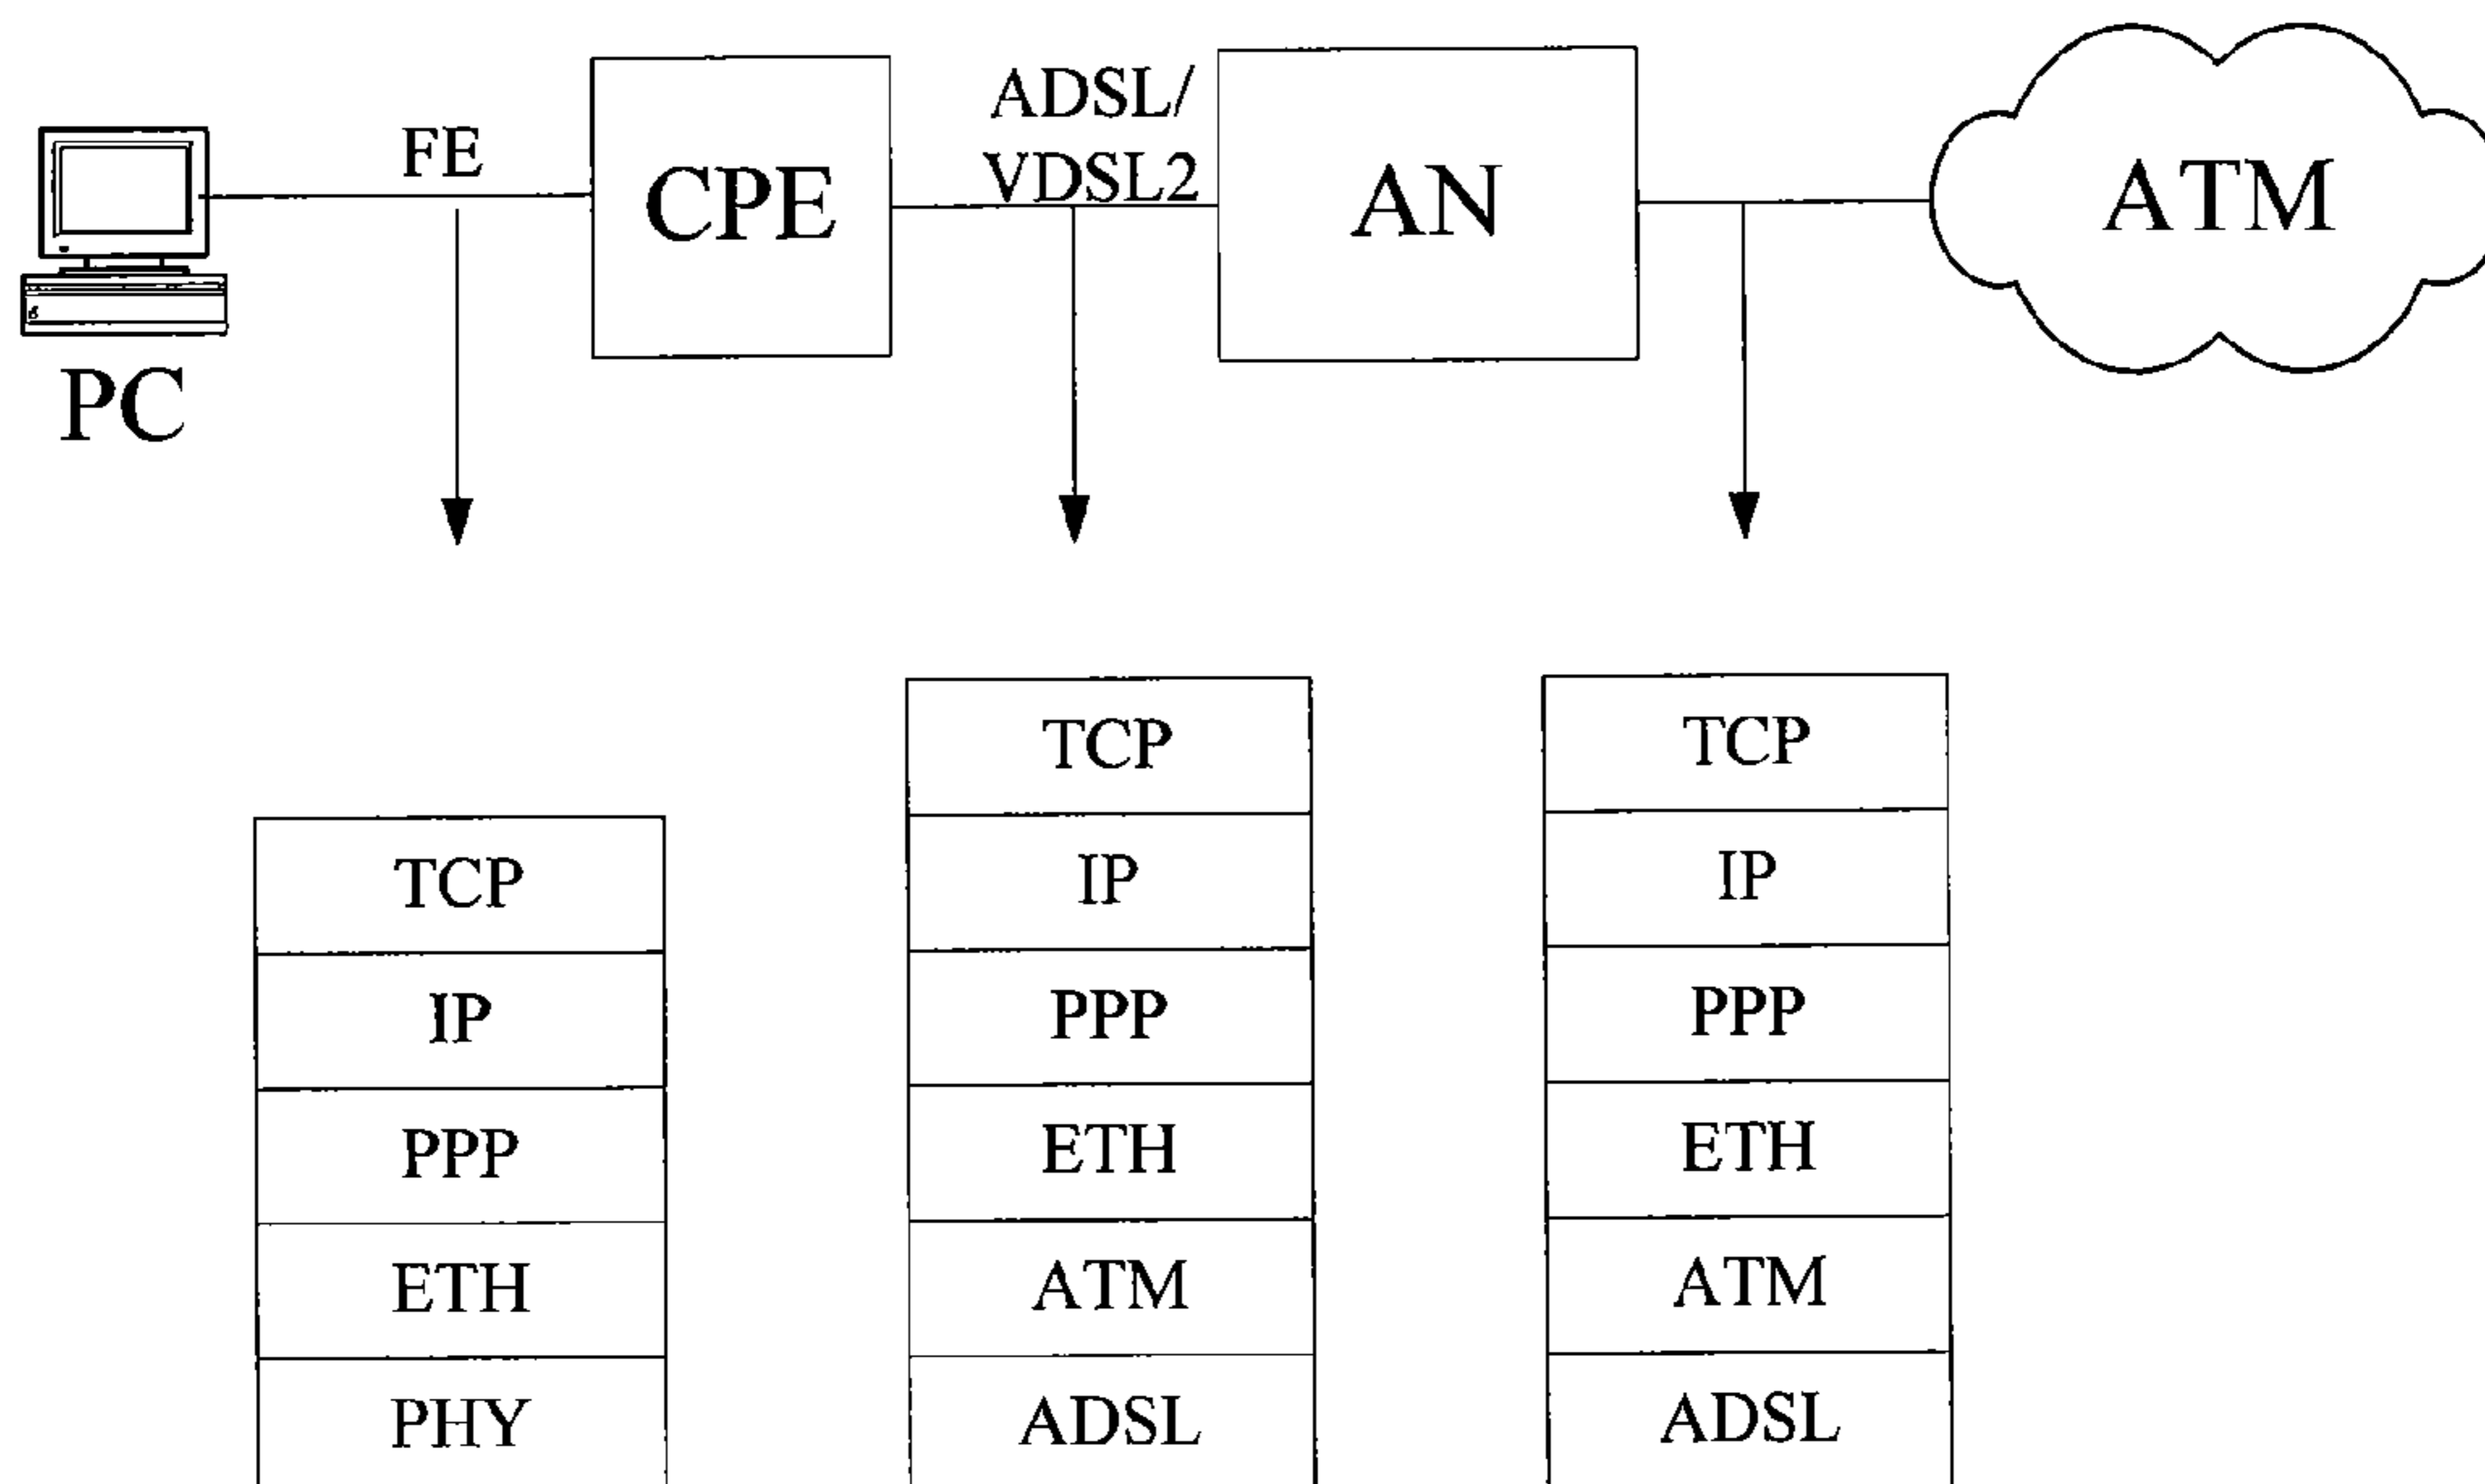 FE
ADSL/
VDSL2
CPE
AN
ATM
PC
TCP
IP
PPP
ETH
PHY
TCP
IP
PPP
ETH
ATM
ADSL
TCP
IP
PPP
ETH
ATM
ADSL